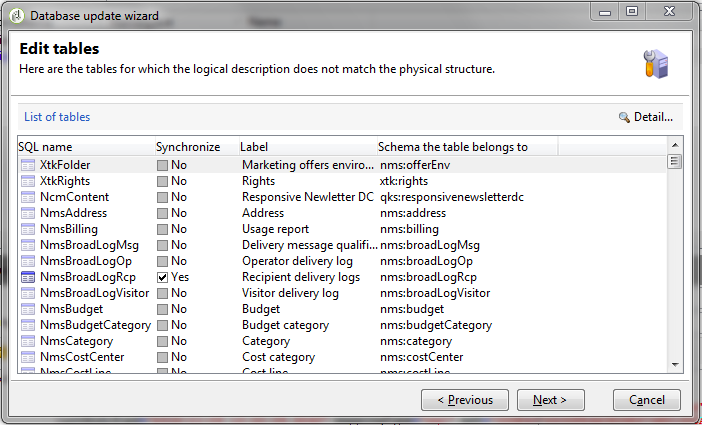 Database update wizard
Edit tables
Here are the tables for which the logical description does not match the physical structure.
List of tables
Detail...
SQL name Synchronize Label Schema the table belongs to
XtkFolder No Marketing offers enviro... nms:offerEnv
XtkRights No Rights xtk:rights
NcmContent No Responsive Newletter DC qks:responsivenewsletterdc
NmsAddress No Address nms:address
NmsBilling No Usage report nms:billing
NmsBroadLogMsg No Delivery message qualifi... nms:broadLogMsg
NmsBroadLogOp No Operator delivery log nms:broadLogOp
NmsBroadLogRcp Yes Recipient delivery logs nms:broadLogRcp
NmsBroadLogVisitor No Visitor delivery log nms:broadLogVisitor
NmsBudget No Budget nms:budget
NmsBudgetCategory No Budget category nms:budgetCategory
NmsCategory No Category nms:category
NmsCostCenter No Cost category nms:costCenter
NmsCostLine No Cost line nms:costLine
< Previous Next > Cancel